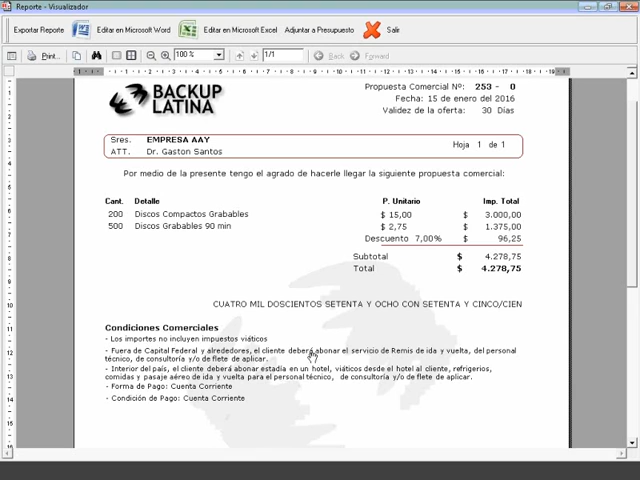 Reporte - Visualizador
Exportar Reporte Editar en Microsoft Word Editar en Microsoft Excel Adjuntar a Presupuesto Salir
Print... 100 % 1/1 Back Forward
BACKUP
LATINA
Propuesta Comercial Nº: 253 - 0
Fecha: 15 de enero del 2016
Validez de la oferta: 30 Días
Sres. EMPRESA AAY
ATT. Dr. Gaston Santos
Hoja 1 de 1
Por medio de la presente tengo el agrado de hacerle llegar la siguiente propuesta comercial:
Cant. Detalle P. Unitario Imp. Total
200 Discos Compactos Grabables $ 15,00 $ 3.000,00
500 Discos Grabables 90 min $ 2,75 $ 1.375,00
Descuento 7,00% $ 96,25
Subtotal $ 4.278,75
Total $ 4.278,75
CUATRO MIL DOSCIENTOS SETENTA Y OCHO CON SETENTA Y CINCO/CIEN
Condiciones Comerciales
- Los importes no incluyen impuestos viáticos
- Fuera de Capital Federal y alrededores, el cliente deberá abonar el servicio de Remis de ida y vuelta, del personal
técnico, de consultoría y/o de flete de aplicar.
- Interior del país, el cliente deberá abonar estadía en un hotel, viáticos desde el hotel al cliente, refrigerios,
comidas y pasaje aéreo de ida y vuelta para el personal técnico, de consultoría y/o de flete de aplicar.
- Forma de Pago: Cuenta Corriente
- Condición de Pago: Cuenta Corriente